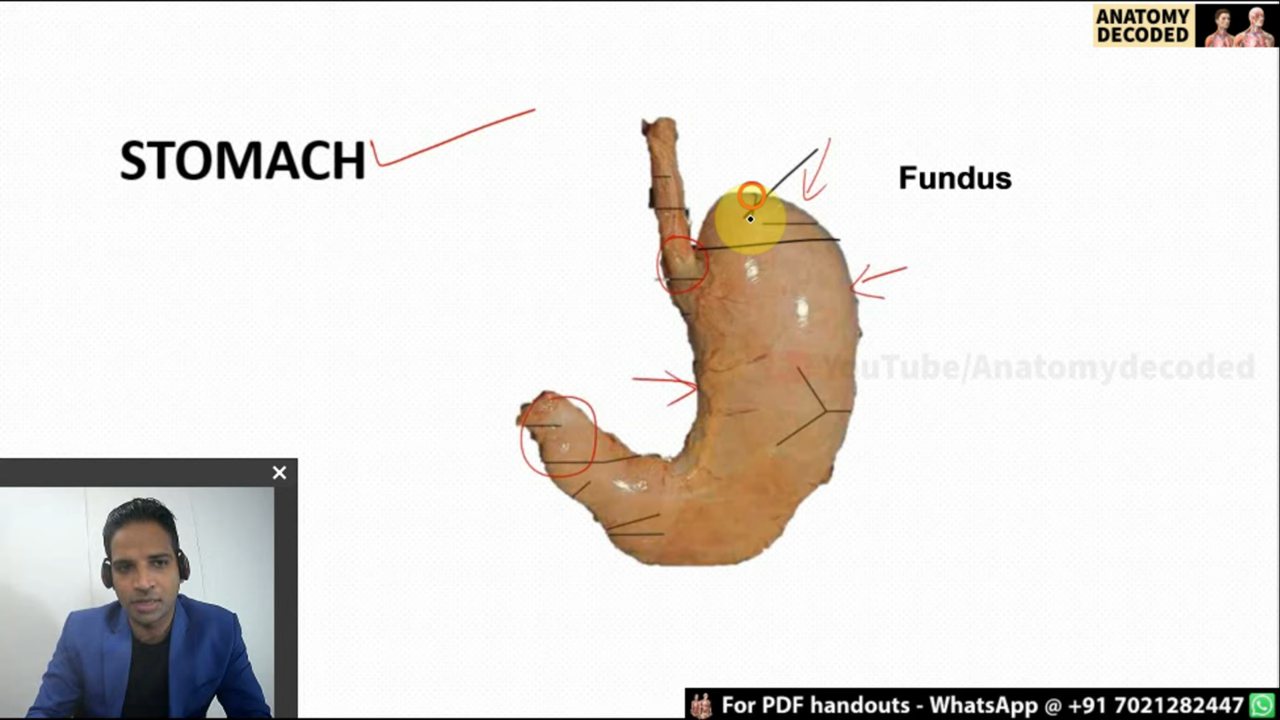 ANATOMY
DECODED
STOMACH
Fundus
YouTube/Anatomydecoded
For PDF handouts - WhatsApp @ +91 7021282447